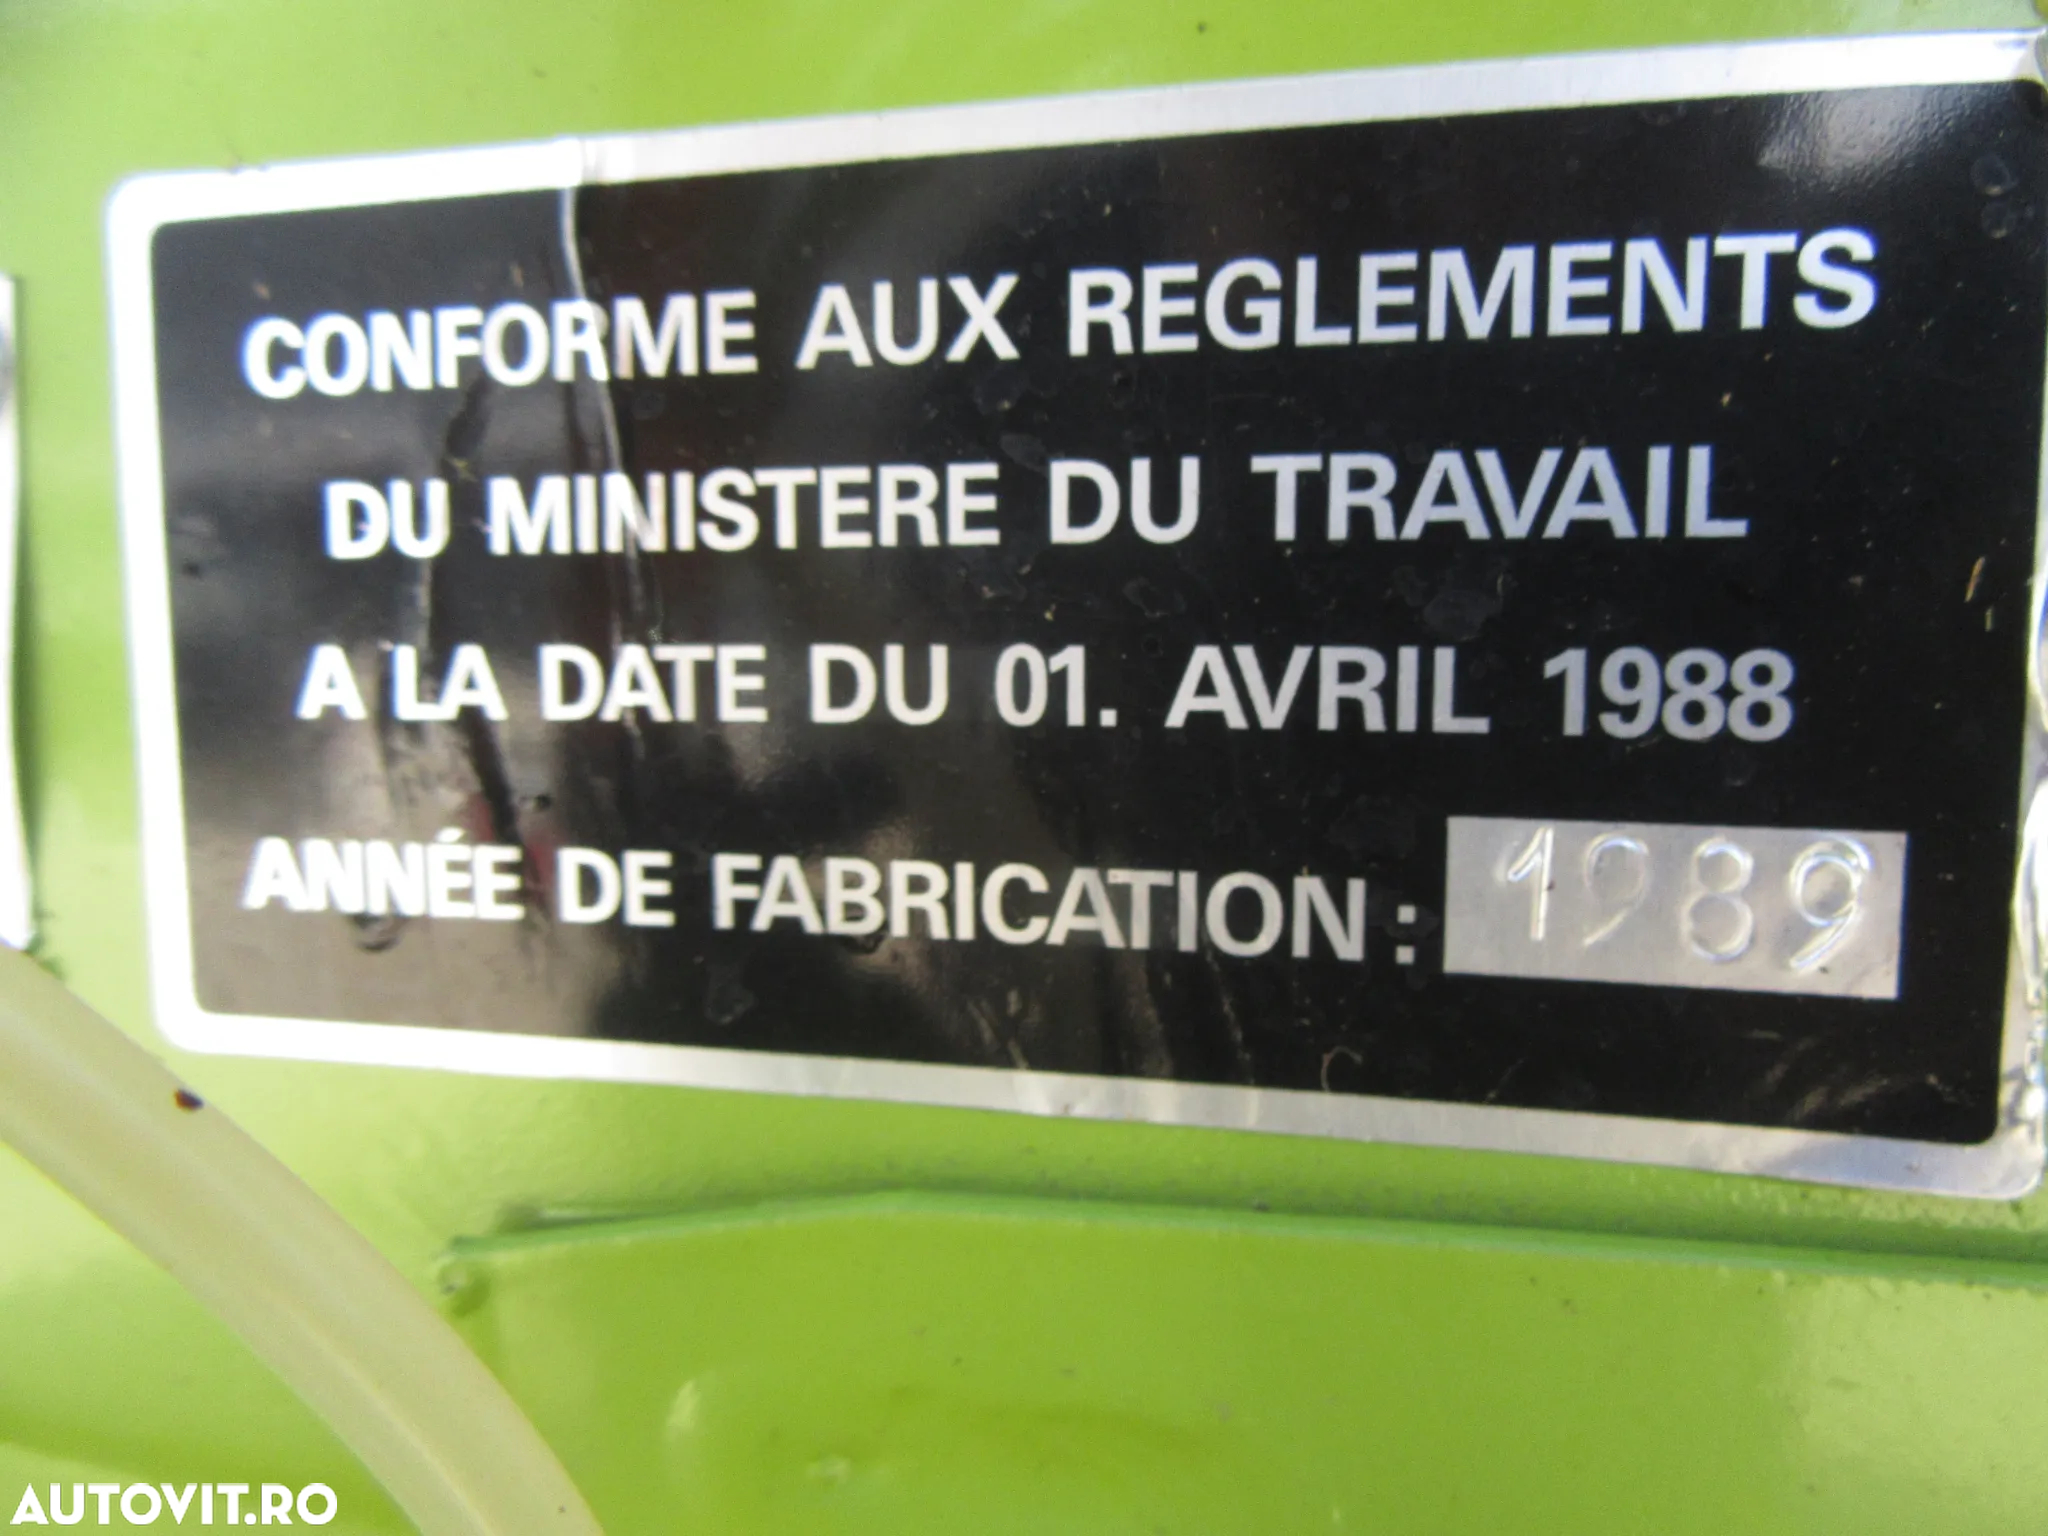 CONFORME AUX REGLEMENTS
DU MINISTERE DU TRAVAIL
A LA DATE DU 01. AVRIL 1988
ANNÉE DE FABRICATION : 1989
AUTOVIT.RO